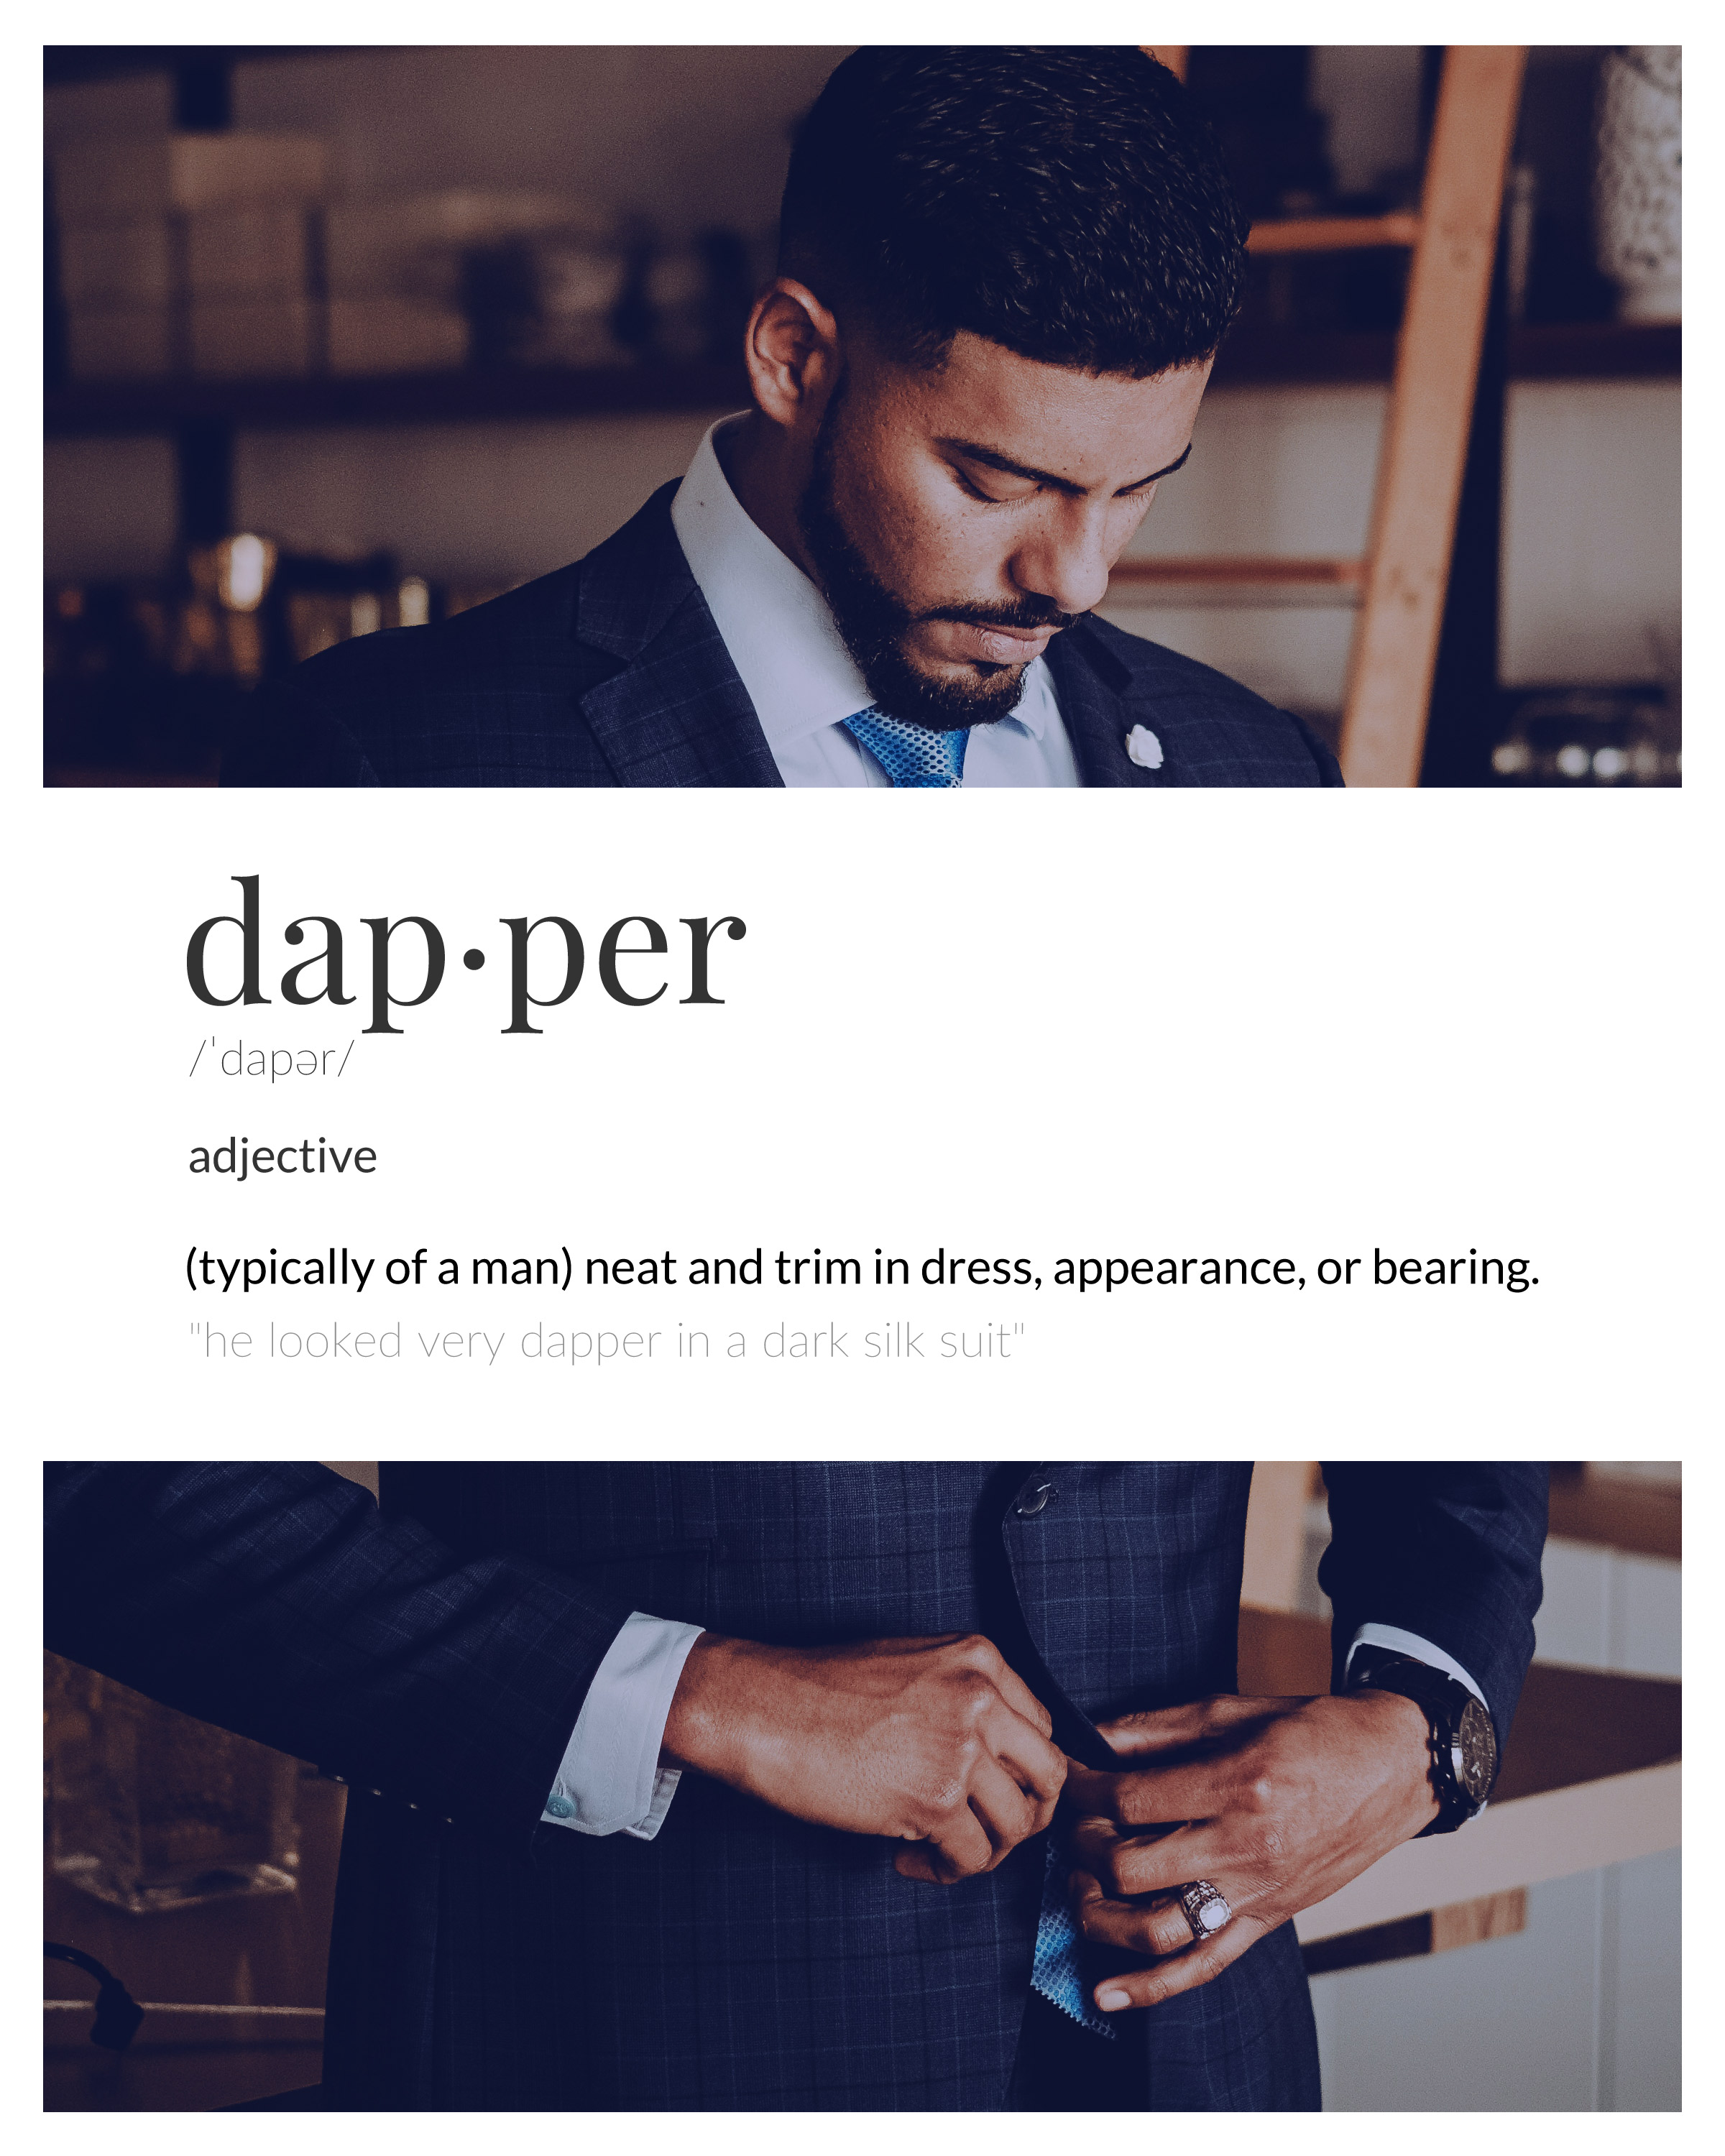 dap·per
/ˈdapər/
adjective
(typically of a man) neat and trim in dress, appearance, or bearing.
"he looked very dapper in a dark silk suit"